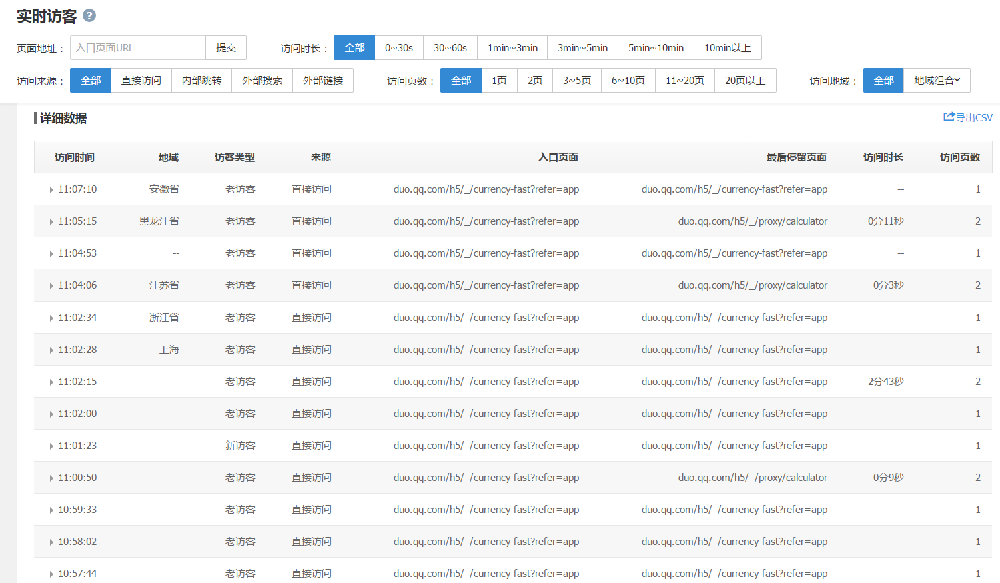 实时访客 ?
页面地址： 入口页面URL 提交 访问时长： 全部 0~30s 30~60s 1min~3min 3min~5min 5min~10min 10min以上
访问来源： 全部 直接访问 内部跳转 外部搜索 外部链接 访问页数： 全部 1页 2页 3~5页 6~10页 11~20页 20页以上 访问地域： 全部 地域组合
详细数据 导出CSV
访问时间 地域 访客类型 来源 入口页面 最后停留页面 访问时长 访问页数
11:07:10 安徽省 老访客 直接访问 duo.qq.com/h5/_/currency-fast?refer=app duo.qq.com/h5/_/currency-fast?refer=app -- 1
11:05:15 黑龙江省 老访客 直接访问 duo.qq.com/h5/_/currency-fast?refer=app duo.qq.com/h5/_/proxy/calculator 0分11秒 2
11:04:53 -- 老访客 直接访问 duo.qq.com/h5/_/currency-fast?refer=app duo.qq.com/h5/_/currency-fast?refer=app -- 1
11:04:06 江苏省 老访客 直接访问 duo.qq.com/h5/_/currency-fast?refer=app duo.qq.com/h5/_/proxy/calculator 0分3秒 2
11:02:34 浙江省 老访客 直接访问 duo.qq.com/h5/_/currency-fast?refer=app duo.qq.com/h5/_/currency-fast?refer=app -- 1
11:02:28 上海 老访客 直接访问 duo.qq.com/h5/_/currency-fast?refer=app duo.qq.com/h5/_/currency-fast?refer=app -- 1
11:02:15 -- 老访客 直接访问 duo.qq.com/h5/_/currency-fast?refer=app duo.qq.com/h5/_/currency-fast?refer=app 2分43秒 2
11:02:00 -- 老访客 直接访问 duo.qq.com/h5/_/currency-fast?refer=app duo.qq.com/h5/_/currency-fast?refer=app -- 1
11:01:23 -- 新访客 直接访问 duo.qq.com/h5/_/currency-fast?refer=app duo.qq.com/h5/_/currency-fast?refer=app -- 1
11:00:50 -- 老访客 直接访问 duo.qq.com/h5/_/currency-fast?refer=app duo.qq.com/h5/_/proxy/calculator 0分9秒 2
10:59:33 -- 老访客 直接访问 duo.qq.com/h5/_/currency-fast?refer=app duo.qq.com/h5/_/currency-fast?refer=app -- 1
10:58:02 -- 老访客 直接访问 duo.qq.com/h5/_/currency-fast?refer=app duo.qq.com/h5/_/currency-fast?refer=app -- 1
10:57:44 -- 老访客 直接访问 duo.qq.com/h5/_/currency-fast?refer=app duo.qq.com/h5/_/currency-fast?refer=app -- 1